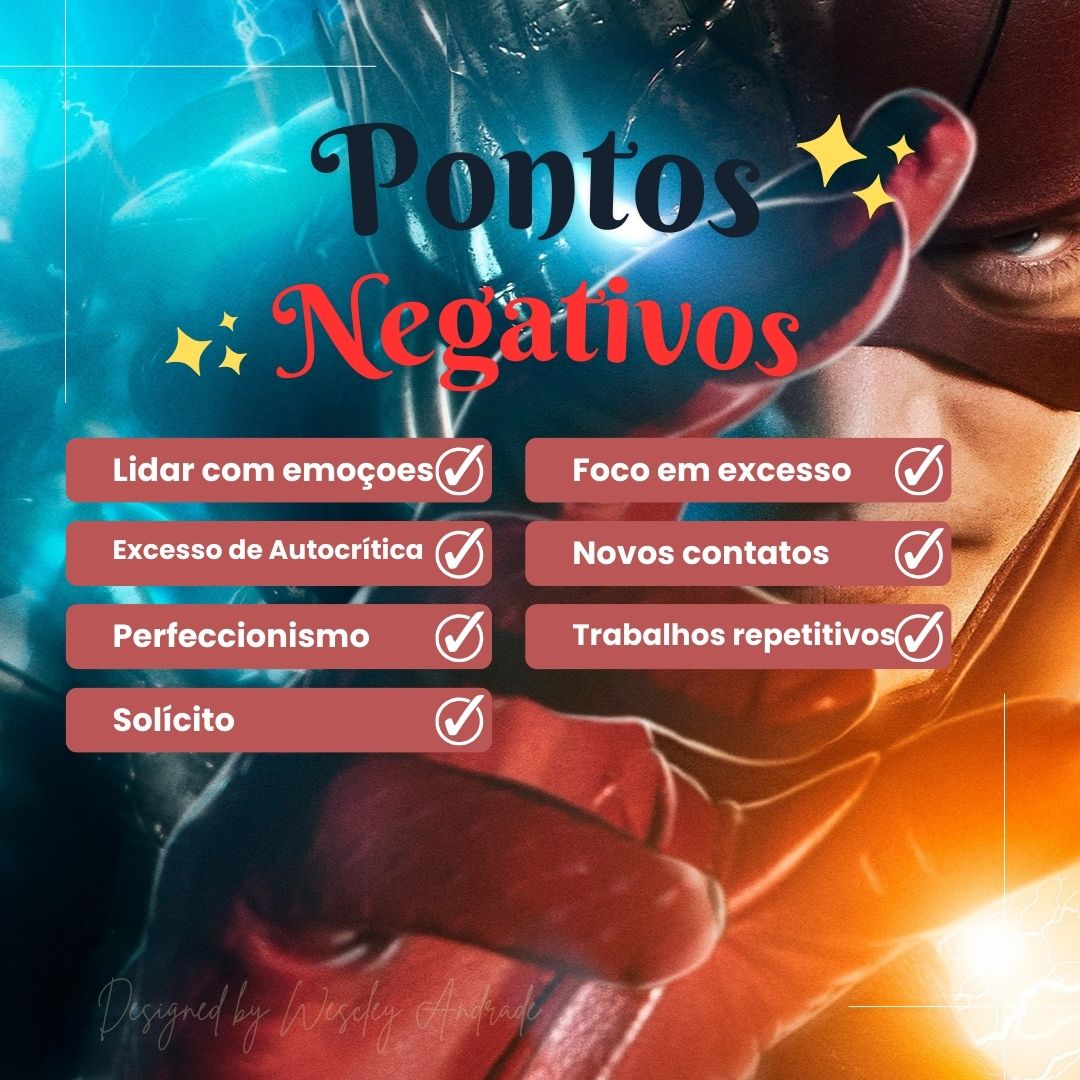 Pontos
Negativos
Lidar com emoçoes
Excesso de Autocrítica
Perfeccionismo
Solícito
Foco em excesso
Novos contatos
Trabalhos repetitivos
Designed by Weseley Andrade